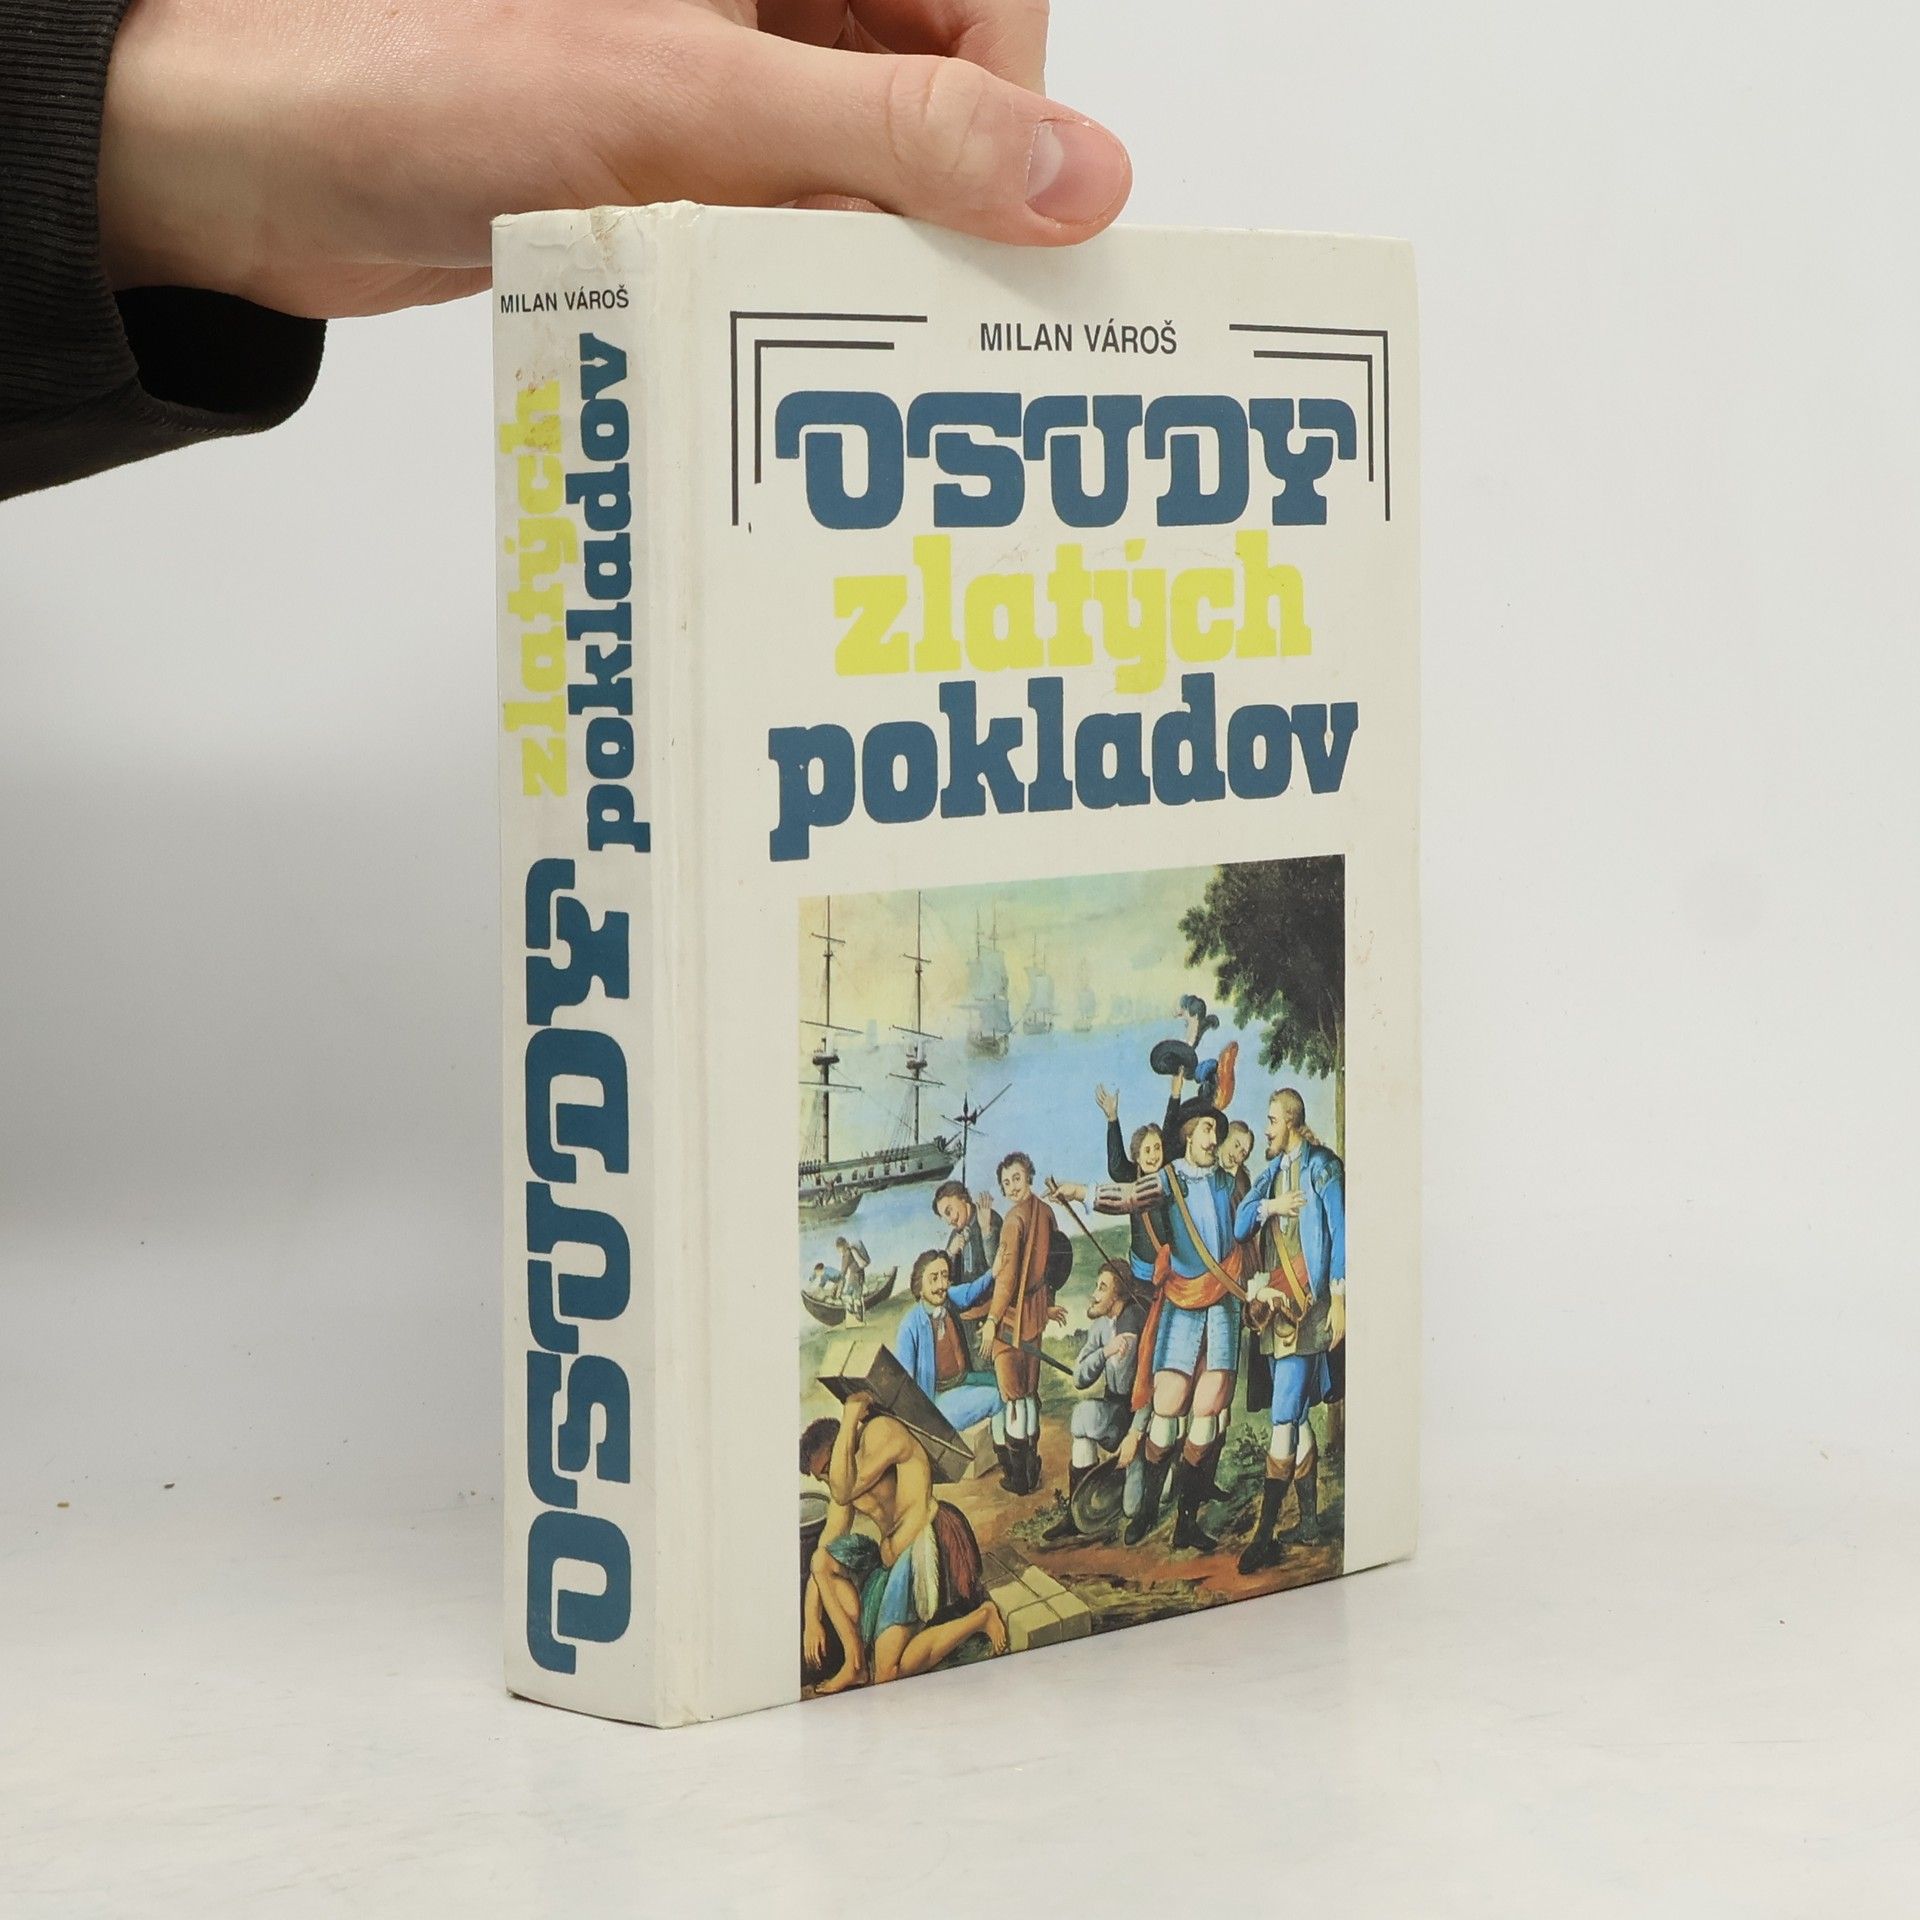 MILAN VÁROŠ
OSUDY
zlatých
pokladov
MILAN VÁROŠ
OSUDY
zlatých
pokladov